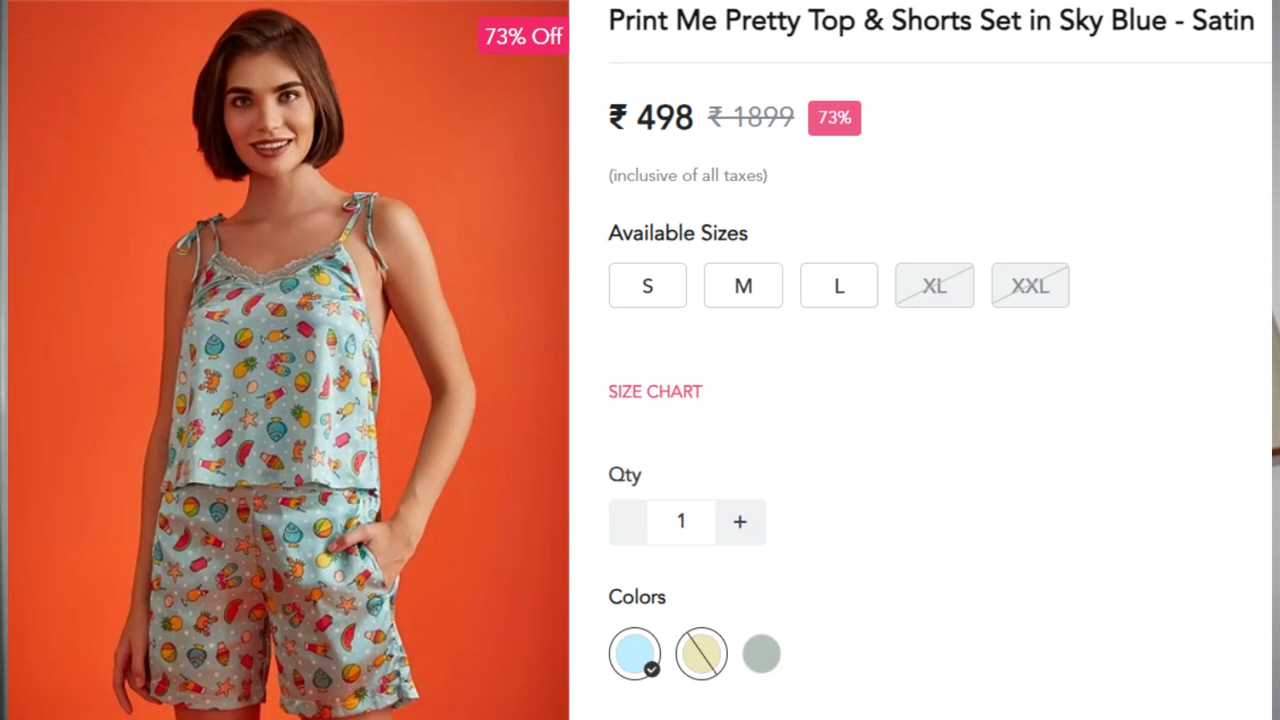 73% Off
Print Me Pretty Top & Shorts Set in Sky Blue - Satin
₹ 498 ₹ 1899 73%
(inclusive of all taxes)
Available Sizes
S M L XL XXL
SIZE CHART
Qty
1 +
Colors